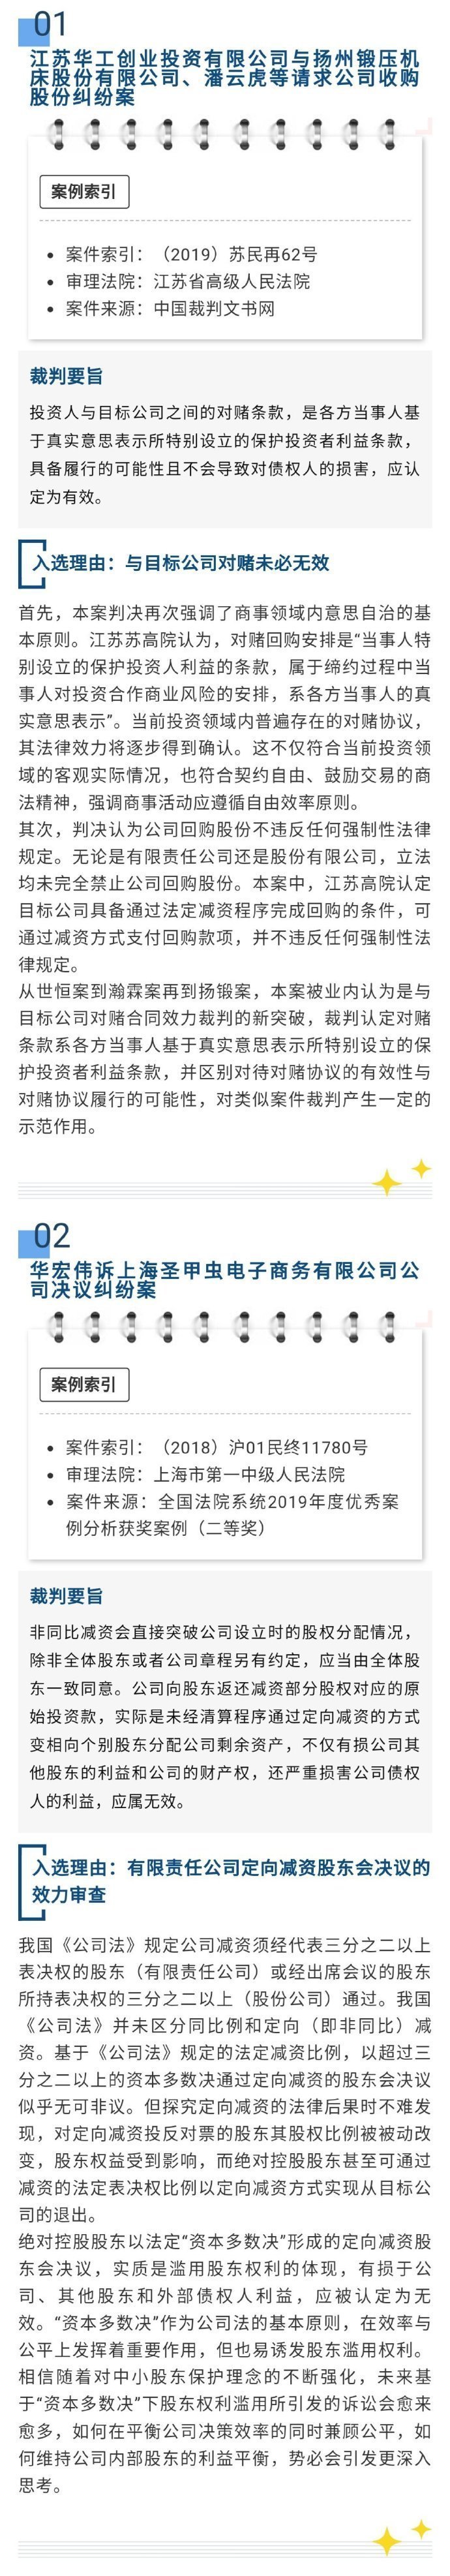 01
江苏华工创业投资有限公司与扬州锻压机
床股份有限公司、潘云虎等请求公司收购
股份纠纷案
案例索引
• 案件索引：（2019）苏民再62号
• 审理法院：江苏省高级人民法院
• 案件来源：中国裁判文书网
裁判要旨
投资人与目标公司之间的对赌条款，是各方当事人基
于真实意思表示所特别设立的保护投资者利益条款，
具备履行的可能性且不会导致对债权人的损害，应认
定为有效。
入选理由：与目标公司对赌未必无效
首先，本案判决再次强调了商事领域内意思自治的基
本原则。江苏苏高院认为，对赌回购安排是“当事人特
别设立的保护投资人利益的条款，属于缔约过程中当
事人对投资合作商业风险的安排，系各方当事人的真
实意思表示”。当前投资领域内普遍存在的对赌协议，
其法律效力将逐步得到确认。这不仅符合当前投资领
域的客观实际情况，也符合契约自由、鼓励交易的商
法精神，强调商事活动应遵循自由效率原则。
其次，判决认为公司回购股份不违反任何强制性法律
规定。无论是有限责任公司还是股份有限公司，立法
均未完全禁止公司回购股份。本案中，江苏高院认定
目标公司具备通过法定减资程序完成回购的条件，可
通过减资方式支付回购款项，并不违反任何强制性法
律规定。
从世恒案到瀚霖案再到扬锻案，本案被业内认为是与
目标公司对赌合同效力裁判的新突破，裁判认定对赌
条款系各方当事人基于真实意思表示所特别设立的保
护投资者利益条款，并区别对待对赌协议的有效性与
对赌协议履行的可能性，对类似案件裁判产生一定的
示范作用。
02
华宏伟诉上海圣甲虫电子商务有限公司公
司决议纠纷案
案例索引
• 案件索引：（2018）沪01民终11780号
• 审理法院：上海市第一中级人民法院
• 案件来源：全国法院系统2019年度优秀案
例分析获奖案例（二等奖）
裁判要旨
非同比减资会直接突破公司设立时的股权分配情况，
除非全体股东或者公司章程另有约定，应当由全体股
东一致同意。公司向股东返还减资部分股权对应的原
始投资款，实际是未经清算程序通过定向减资的方式
变相向个别股东分配公司剩余资产，不仅有损公司其
他股东的利益和公司的财产权，还严重损害公司债权
人的利益，应属无效。
入选理由：有限责任公司定向减资股东会决议的
效力审查
我国《公司法》规定公司减资须经代表三分之二以上
表决权的股东（有限责任公司）或经出席会议的股东
所持表决权的三分之二以上（股份公司）通过。我国
《公司法》并未区分同比例和定向（即非同比）减
资。基于《公司法》规定的法定减资比例，以超过三
分之二以上的资本多数决通过定向减资的股东会决议
似乎无可非议。但探究定向减资的法律后果时不难发
现，对定向减资投反对票的股东其股权比例被被动改
变，股东权益受到影响，而绝对控股股东甚至可通过
减资的法定表决权比例以定向减资方式实现从目标公
司的退出。
绝对控股股东以法定“资本多数决”形成的定向减资股
东会决议，实质是滥用股东权利的体现，有损于公
司、其他股东和外部债权人利益，应被认定为无
效。“资本多数决”作为公司法的基本原则，在效率与
公平上发挥着重要作用，但也易诱发股东滥用权利。
相信随着对中小股东保护理念的不断强化，未来基
于“资本多数决”下股东权利滥用所引发的诉讼会愈来
愈多，如何在平衡公司决策效率的同时兼顾公平，如
何维持公司内部股东的利益平衡，势必会引发更深入
思考。